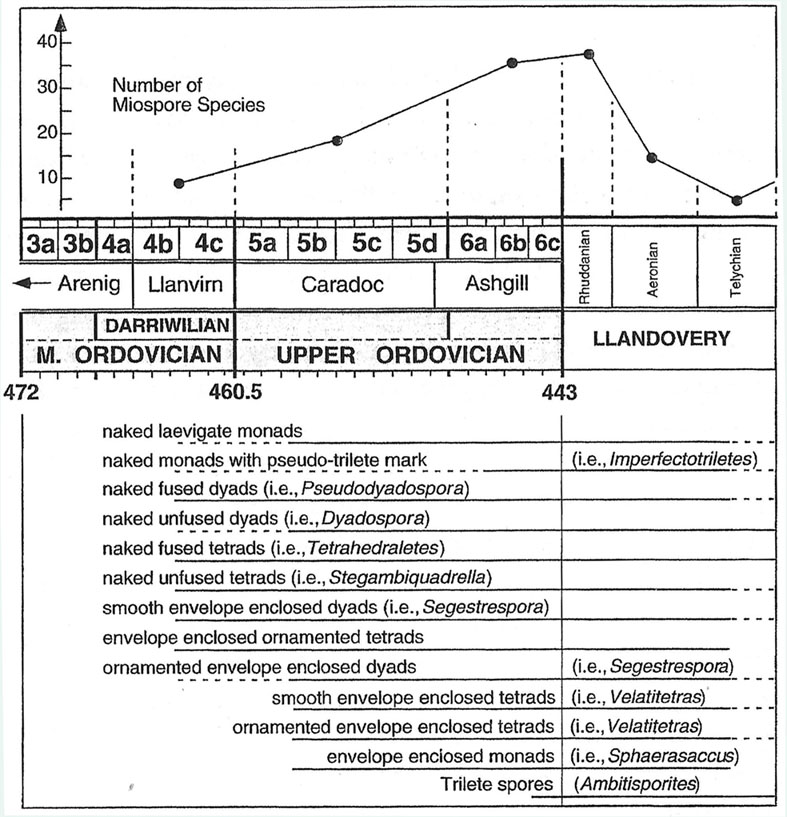 40
Number of
Miospore Species
30
20
10
3a 3b 4a 4b 4c 5a 5b 5c 5d 6a 6b 6c Rhuddanian Aeronian Telychian
Arenig Llanvirn Caradoc Ashgill
DARRIWILIAN
M. ORDOVICIAN UPPER ORDOVICIAN LLANDOVERY
472 460.5 443
naked laevigate monads
naked monads with pseudo-trilete mark (i.e., Imperfectotriletes)
naked fused dyads (i.e., Pseudodyadospora)
naked unfused dyads (i.e., Dyadospora)
naked fused tetrads (i.e., Tetrahedraletes)
naked unfused tetrads (i.e., Stegambiquadrella)
smooth envelope enclosed dyads (i.e., Segestrespora)
envelope enclosed ornamented tetrads
ornamented envelope enclosed dyads (i.e., Segestrespora)
smooth envelope enclosed tetrads (i.e., Velatitetras)
ornamented envelope enclosed tetrads (i.e., Velatitetras)
envelope enclosed monads (i.e., Sphaerasaccus)
Trilete spores (Ambitisporites)